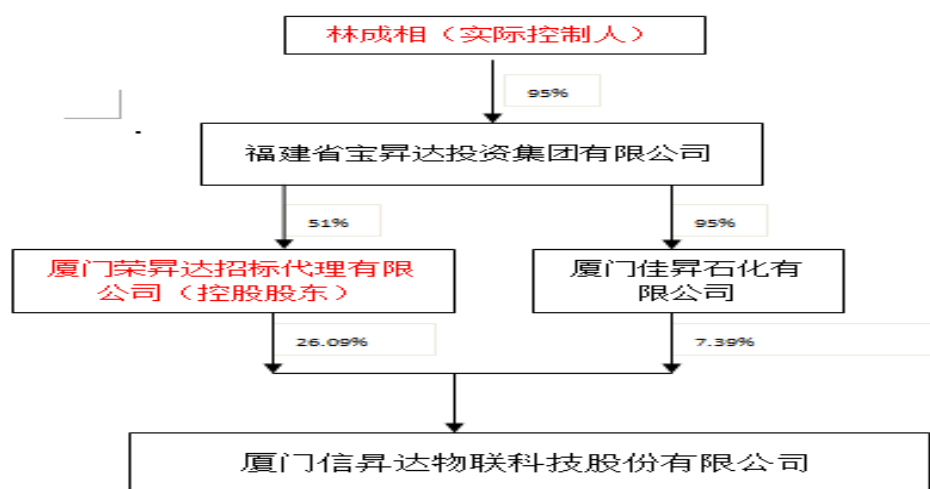 林成相（实际控制人）
95%
福建省宝昇达投资集团有限公司
51%
95%
厦门荣昇达招标代理有限
公司（控股股东）
厦门佳昇石化有
限公司
26.09%
7.39%
厦门信昇达物联科技股份有限公司